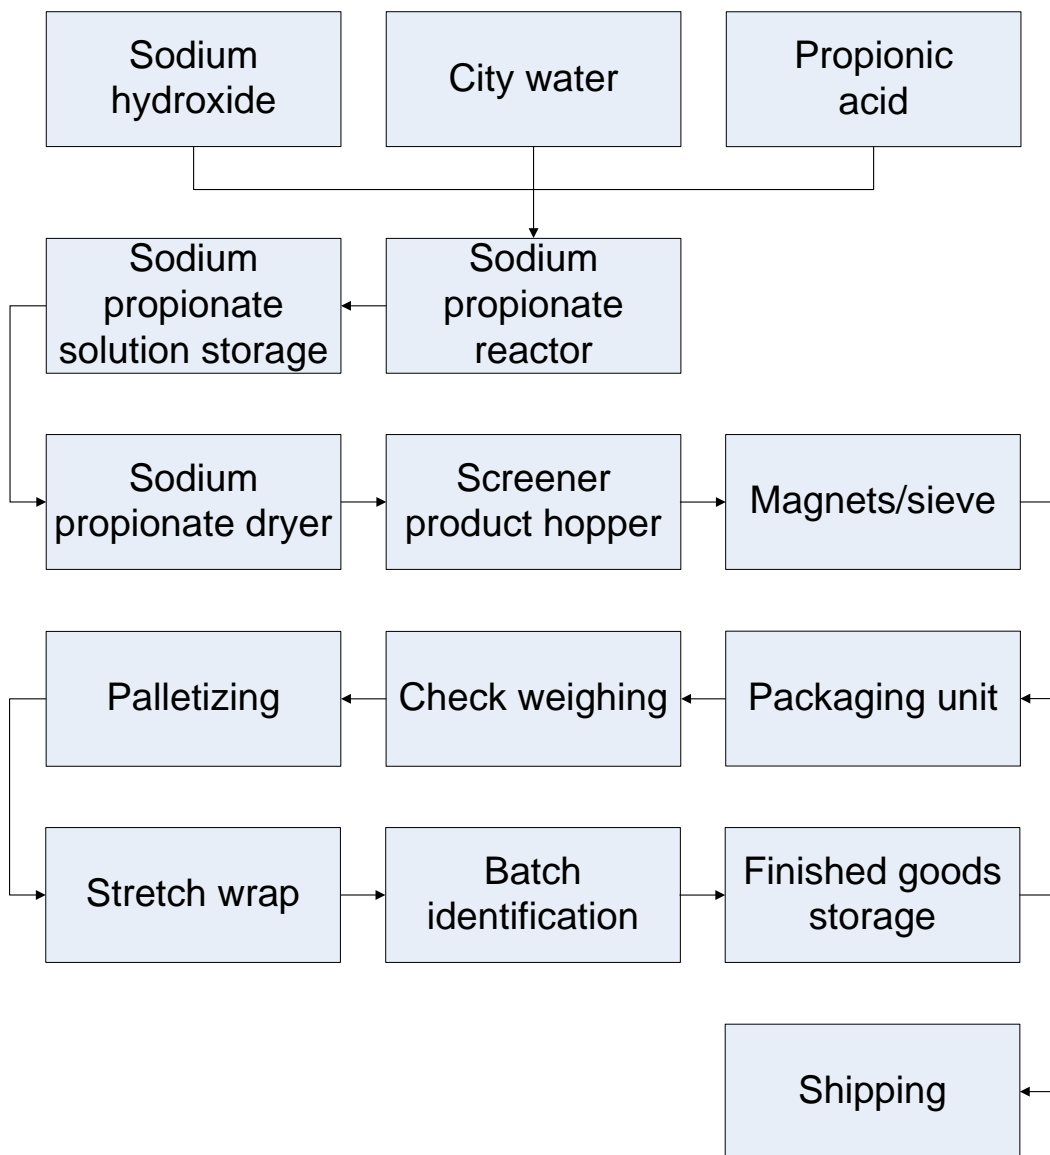 Sodium
hydroxide
City water
Propionic
acid
Sodium
propionate
solution storage
Sodium
propionate
reactor
Sodium
propionate dryer
Screener
product hopper
Magnets/sieve
Palletizing
Check weighing
Packaging unit
Stretch wrap
Batch
identification
Finished goods
storage
Shipping